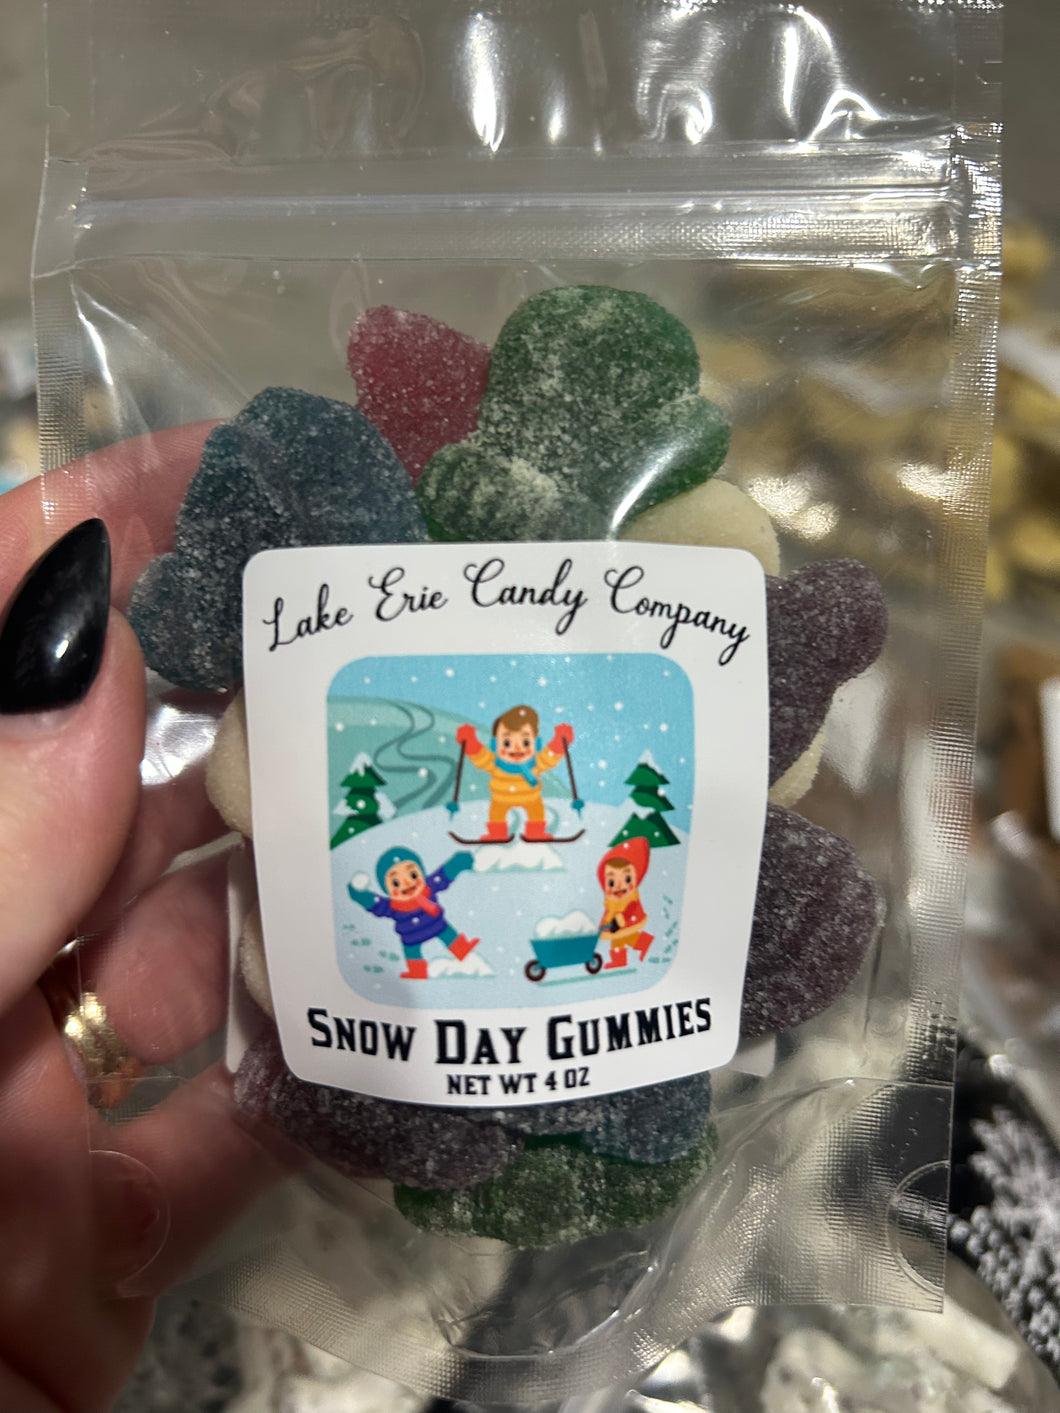 Lake Erie Candy Company
SNOW DAY GUMMIES
NET WT 4 OZ